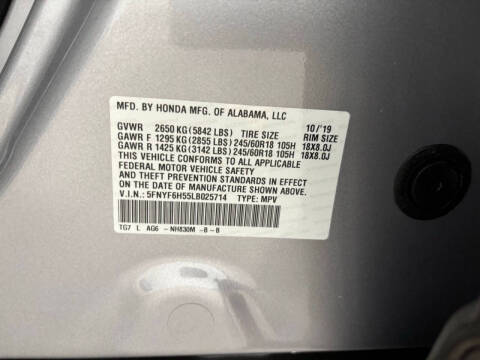 MFD. BY HONDA MFG. OF ALABAMA, LLC 10/'19
GVWR 2650 KG (5842 LBS) TIRE SIZE RIM SIZE
GAWR F 1295 KG (2855 LBS) 245/60R18 105H 18X8.0J
GAWR R 1425 KG (3142 LBS) 245/60R18 105H 18X8.0J
THIS VEHICLE CONFORMS TO ALL APPLICABLE
FEDERAL MOTOR VEHICLE SAFETY
AND THEFT PREVENTION STANDARDS IN EFFECT
ON THE DATE OF MANUFACTURE SHOWN ABOVE.
V.I.N.: 5FNYF6H55LB025714 TYPE: MPV
TG7 L AG6 -NH830M -B -B